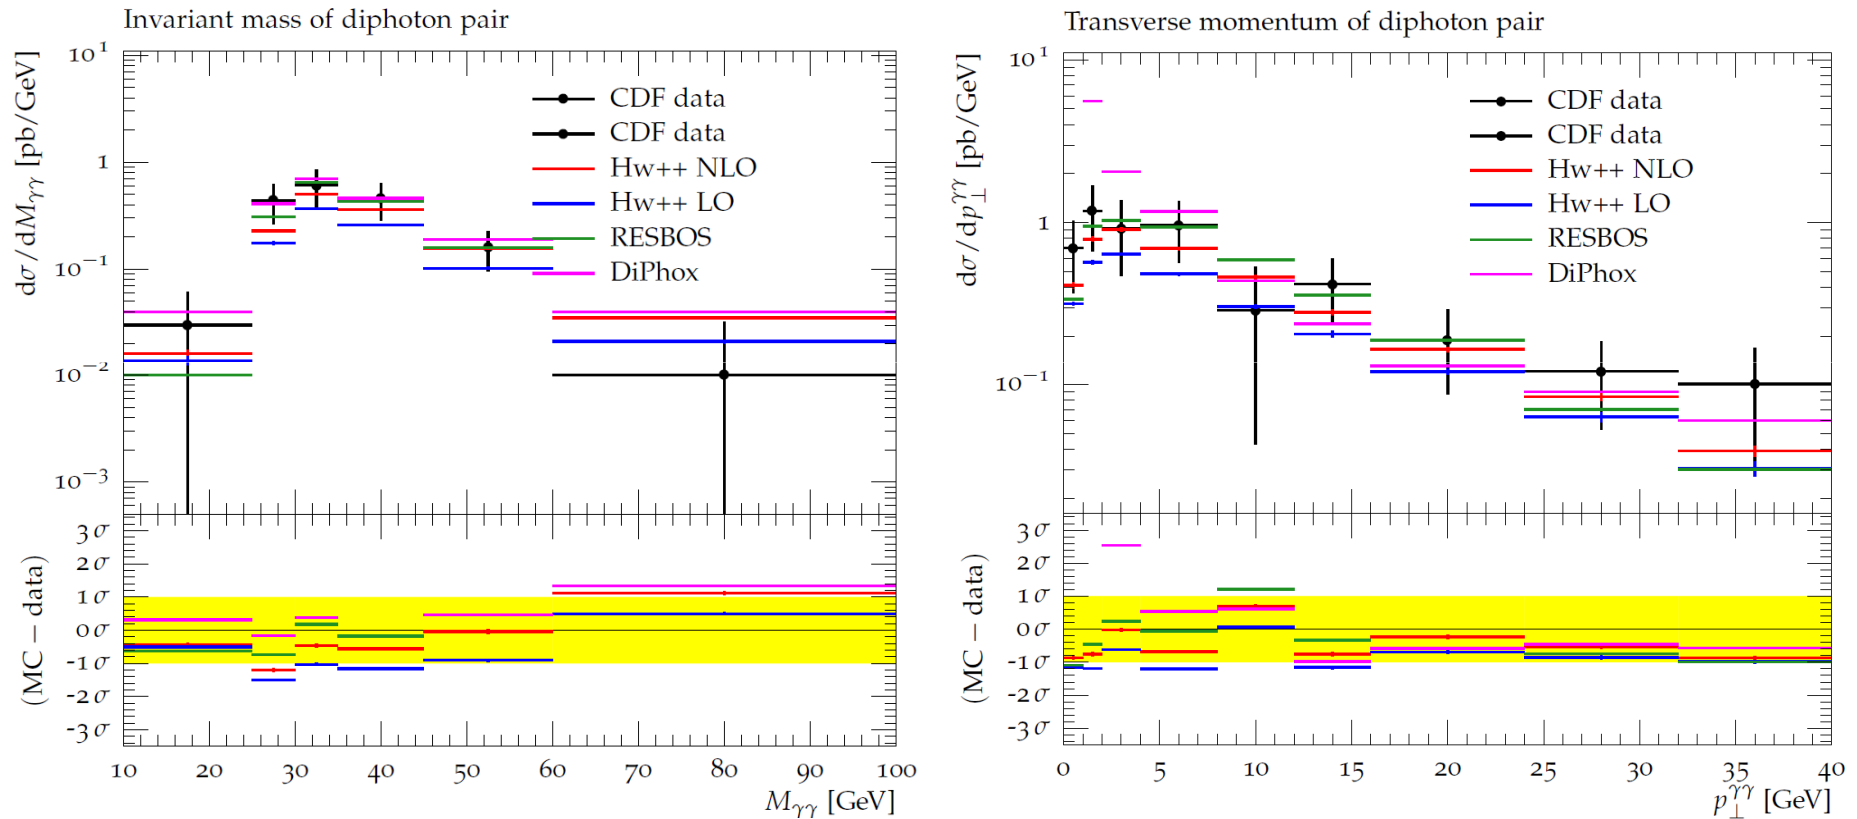 Invariant mass of diphoton pair
dσ/dMγγ [pb/GeV]
10¹
1
10⁻¹
10⁻²
10⁻³
CDF data
CDF data
Hw++ NLO
Hw++ LO
RESBOS
DiPhox
(MC − data)
3σ
2σ
1σ
0σ
-1σ
-2σ
-3σ
10 20 30 40 50 60 70 80 90 100
Mγγ [GeV]
Transverse momentum of diphoton pair
dσ/dp⊥^γγ [pb/GeV]
10¹
1
10⁻¹
CDF data
CDF data
Hw++ NLO
Hw++ LO
RESBOS
DiPhox
(MC − data)
3σ
2σ
1σ
0σ
-1σ
-2σ
-3σ
0 5 10 15 20 25 30 35 40
p⊥^γγ [GeV]